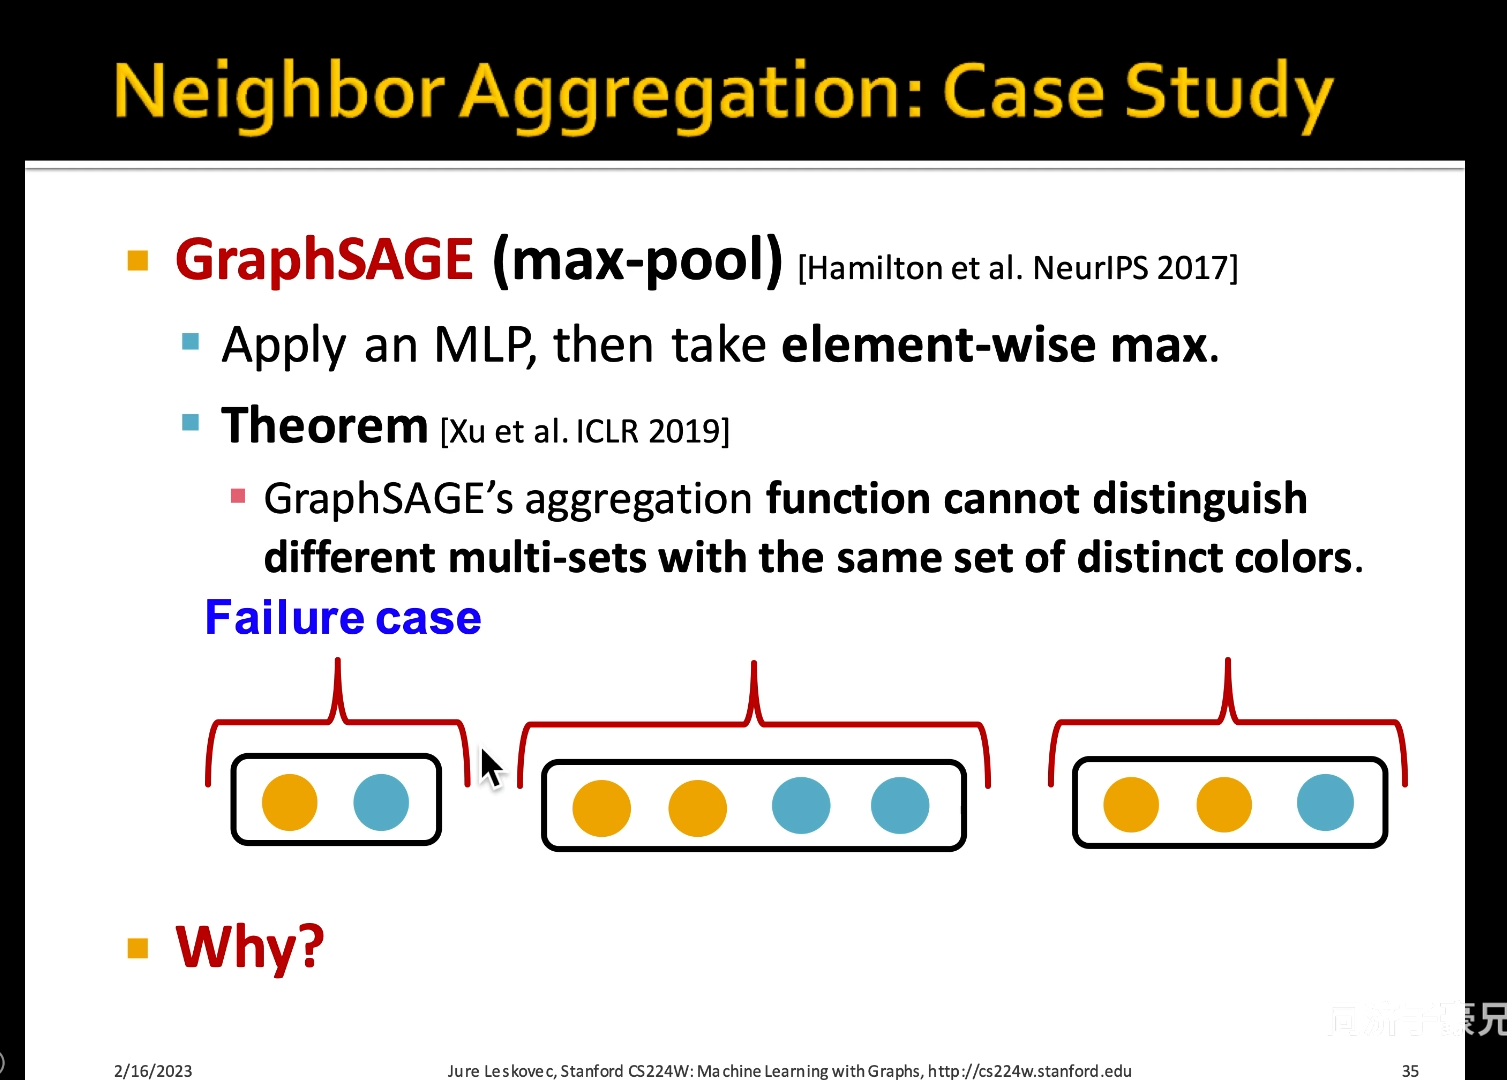 Neighbor Aggregation: Case Study
GraphSAGE (max-pool) [Hamilton et al. NeurIPS 2017]
Apply an MLP, then take element-wise max.
Theorem [Xu et al. ICLR 2019]
GraphSAGE’s aggregation function cannot distinguish
different multi-sets with the same set of distinct colors.
Failure case
Why?
2/16/2023
Jure Leskovec, Stanford CS224W: Machine Learning with Graphs, http://cs224w.stanford.edu
35